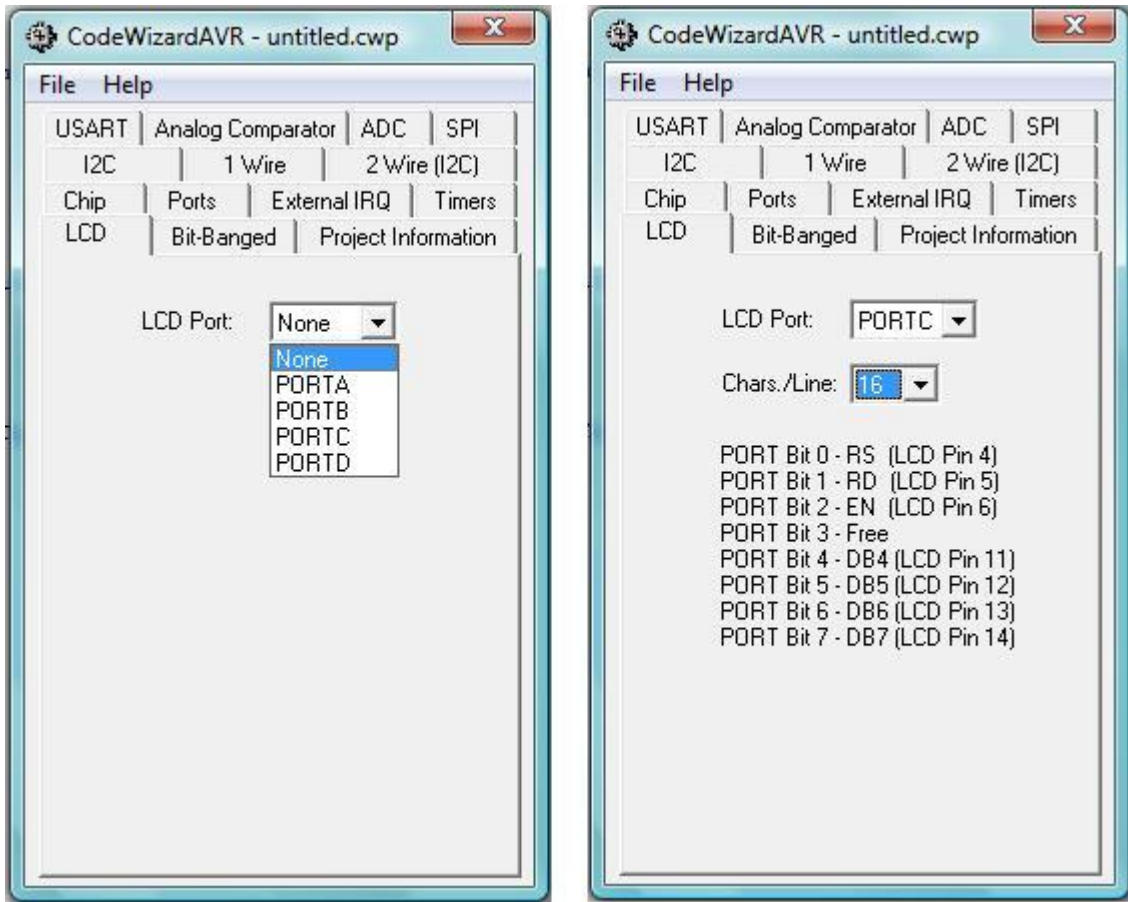 CodeWizardAVR - untitled.cwp
File Help
USART Analog Comparator ADC SPI
I2C 1 Wire 2 Wire (I2C)
Chip Ports External IRQ Timers
LCD Bit-Banged Project Information
LCD Port: None
None
PORTA
PORTB
PORTC
PORTD
CodeWizardAVR - untitled.cwp
File Help
USART Analog Comparator ADC SPI
I2C 1 Wire 2 Wire (I2C)
Chip Ports External IRQ Timers
LCD Bit-Banged Project Information
LCD Port: PORTC
Chars./Line: 16
PORT Bit 0 - RS (LCD Pin 4)
PORT Bit 1 - RD (LCD Pin 5)
PORT Bit 2 - EN (LCD Pin 6)
PORT Bit 3 - Free
PORT Bit 4 - DB4 (LCD Pin 11)
PORT Bit 5 - DB5 (LCD Pin 12)
PORT Bit 6 - DB6 (LCD Pin 13)
PORT Bit 7 - DB7 (LCD Pin 14)